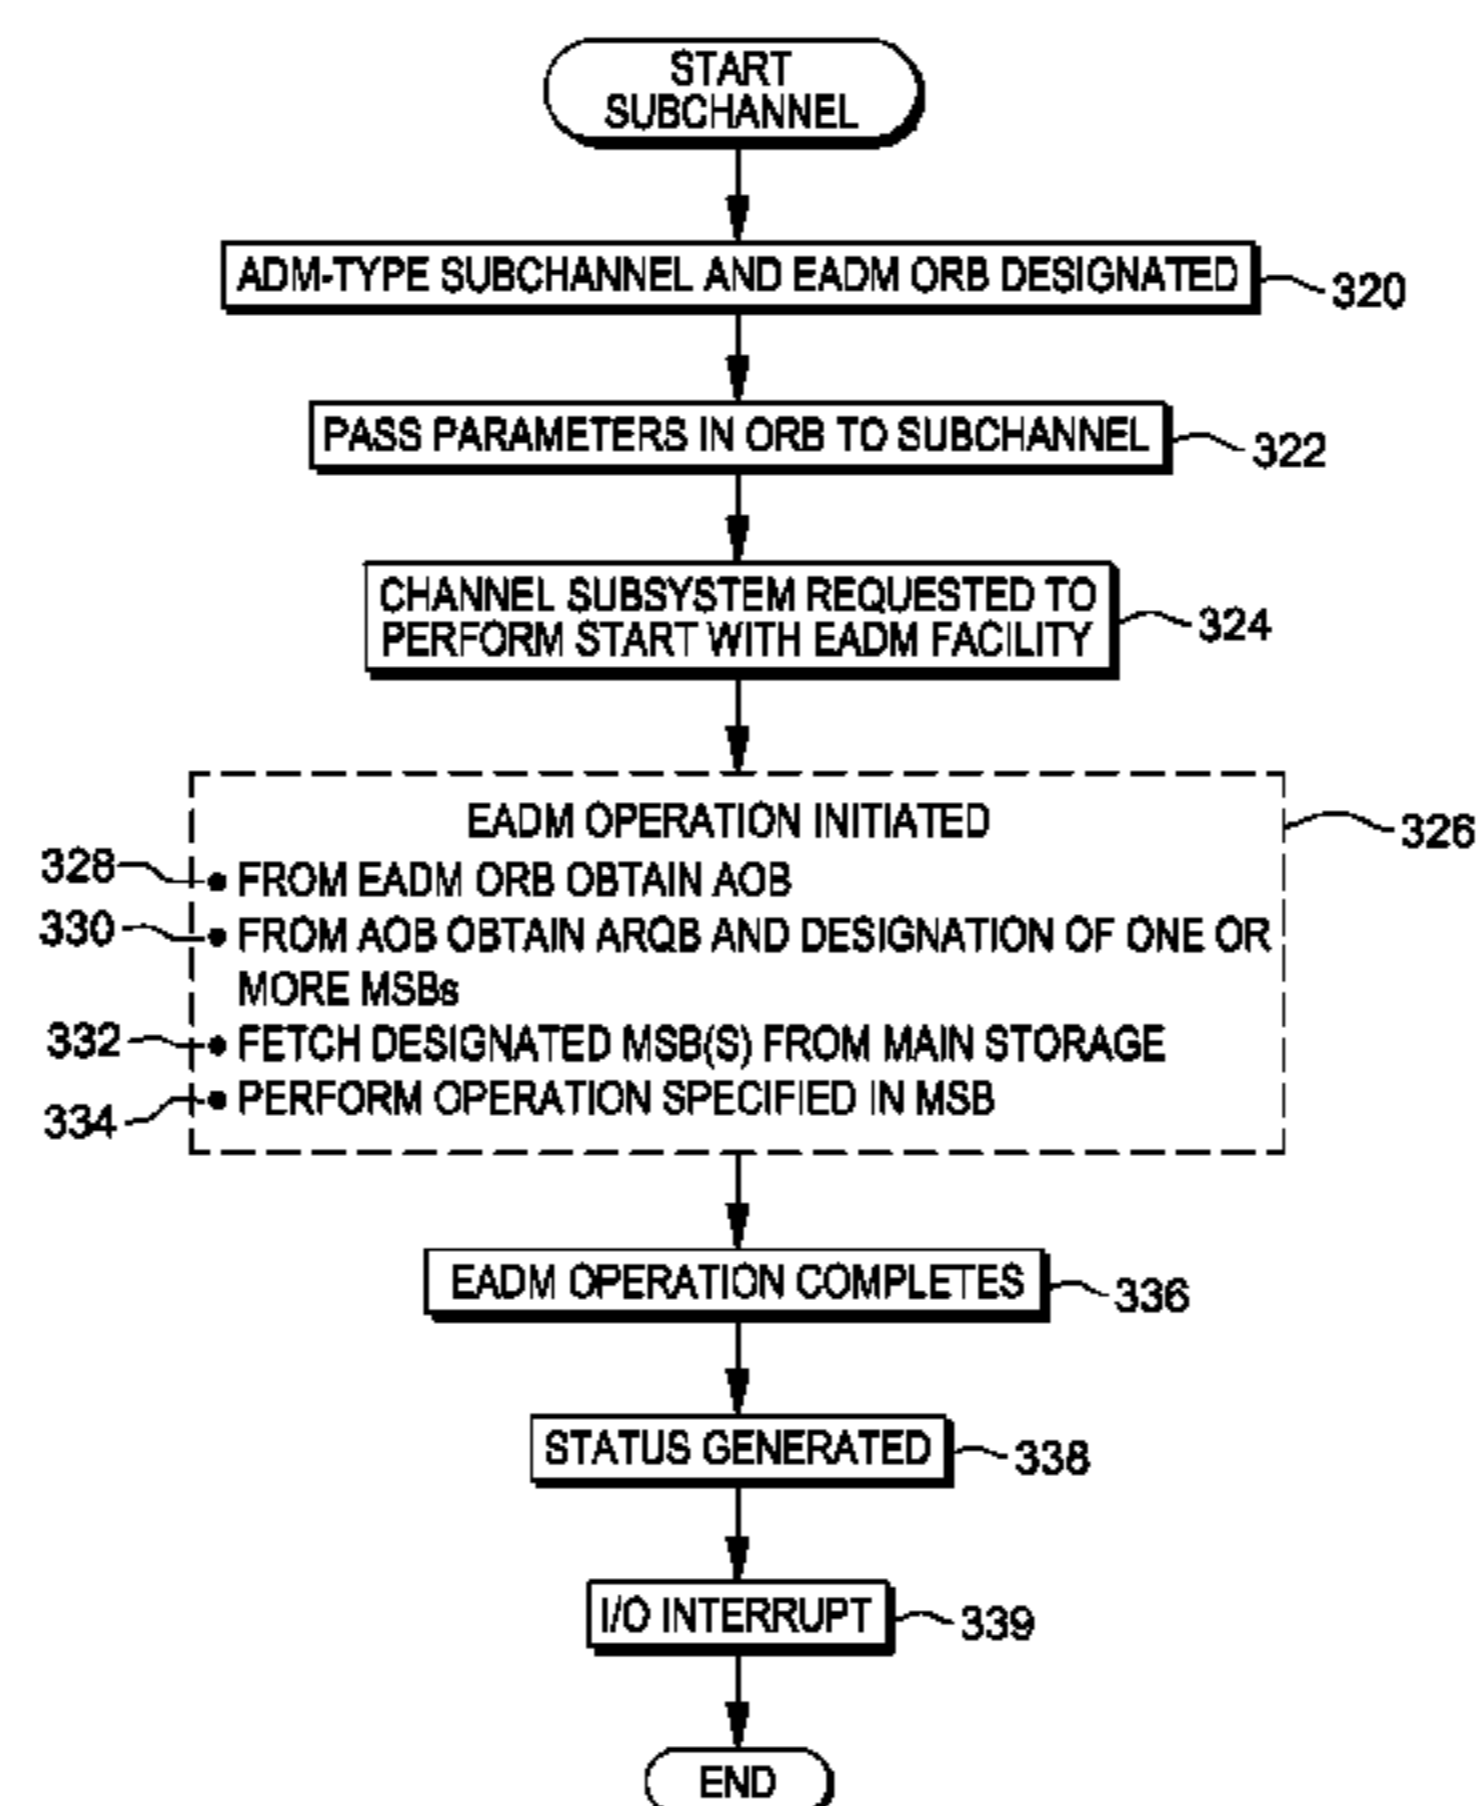 START
SUBCHANNEL
ADM-TYPE SUBCHANNEL AND EADM ORB DESIGNATED
320
PASS PARAMETERS IN ORB TO SUBCHANNEL
322
CHANNEL SUBSYSTEM REQUESTED TO
PERFORM START WITH EADM FACILITY
324
EADM OPERATION INITIATED
326
328
• FROM EADM ORB OBTAIN AOB
330
• FROM AOB OBTAIN ARQB AND DESIGNATION OF ONE OR
MORE MSBs
332
• FETCH DESIGNATED MSB(S) FROM MAIN STORAGE
334
• PERFORM OPERATION SPECIFIED IN MSB
EADM OPERATION COMPLETES
336
STATUS GENERATED
338
I/O INTERRUPT
339
END